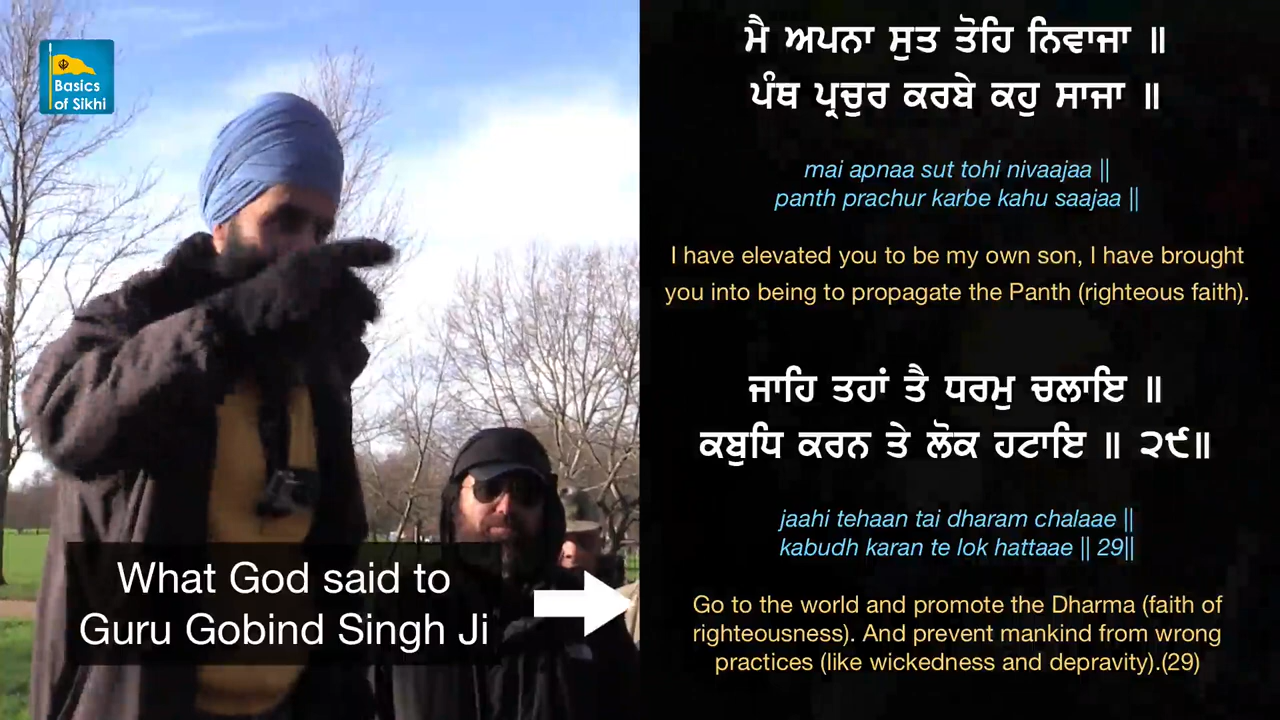 Basics
of Sikhi
What God said to
Guru Gobind Singh Ji
ਮੈ ਅਪਨਾ ਸੁਤ ਤੋਹਿ ਨਿਵਾਜਾ ॥
ਪੰਥ ਪ੍ਰਚੁਰ ਕਰਬੇ ਕਹੁ ਸਾਜਾ ॥
mai apnaa sut tohi nivaajaa ||
panth prachur karbe kahu saajaa ||
I have elevated you to be my own son, I have brought
you into being to propagate the Panth (righteous faith).
ਜਾਹਿ ਤਹਾਂ ਤੈ ਧਰਮੁ ਚਲਾਇ ॥
ਕਬੁਧਿ ਕਰਨ ਤੇ ਲੋਕ ਹਟਾਇ ॥ ੨੯॥
jaahi tehaan tai dharam chalaae ||
kabudh karan te lok hattaae || 29||
Go to the world and promote the Dharma (faith of
righteousness). And prevent mankind from wrong
practices (like wickedness and depravity).(29)